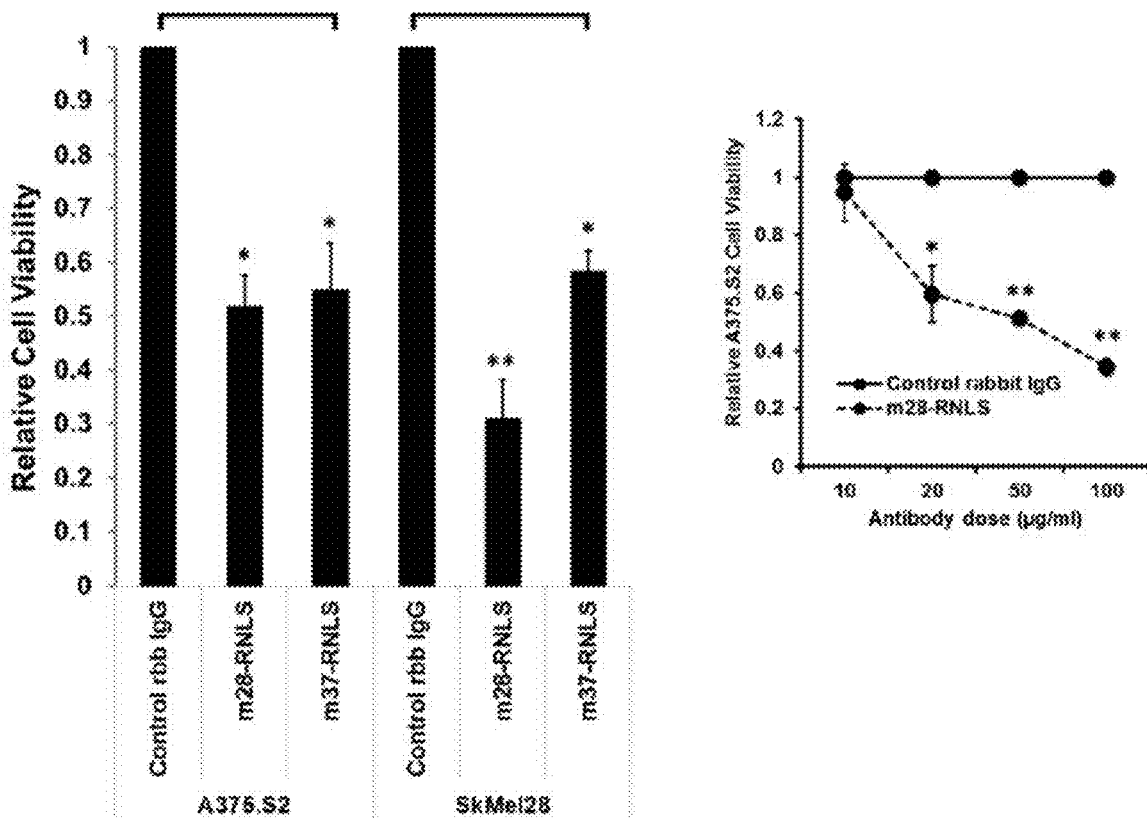 Relative Cell Viability
1
0.9
0.8
0.7
0.6
0.5
0.4
0.3
0.2
0.1
0
*
*
**
*
Control rbb IgG
m28-RNLS
m37-RNLS
Control rbb IgG
m28-RNLS
m37-RNLS
A375.S2
SkMel28
Relative A375.S2 Cell Viability
1.2
1
0.8
0.6
0.4
0.2
0
*
**
**
Control rabbit IgG
m28-RNLS
10 20 50 100
Antibody dose (µg/ml)